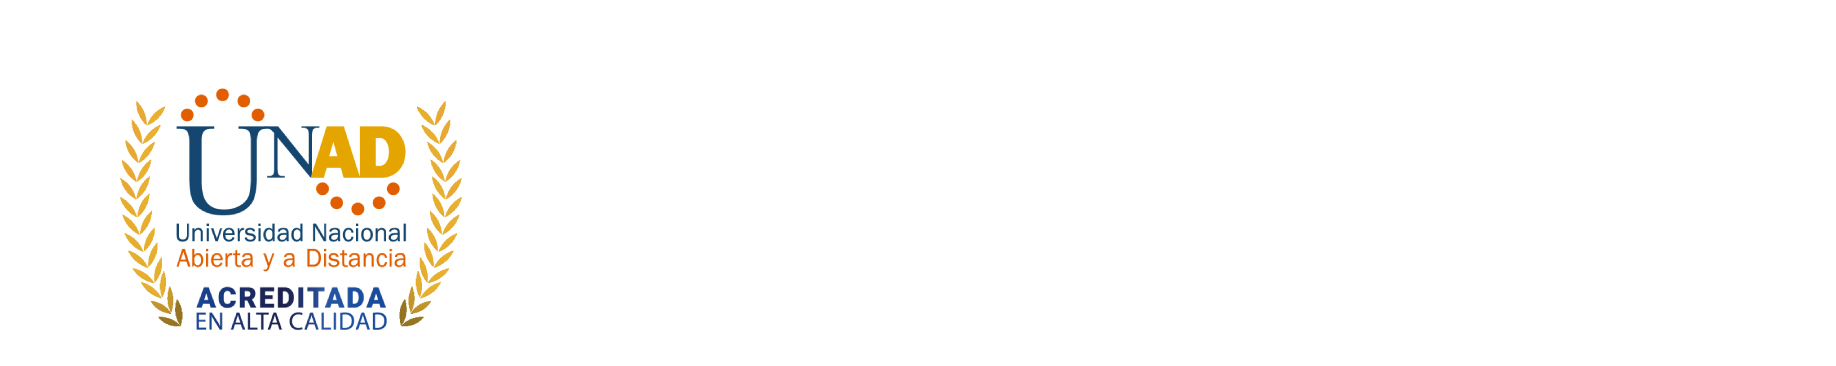 UNAD
Universidad Nacional
Abierta y a Distancia
ACREDITADA
EN ALTA CALIDAD